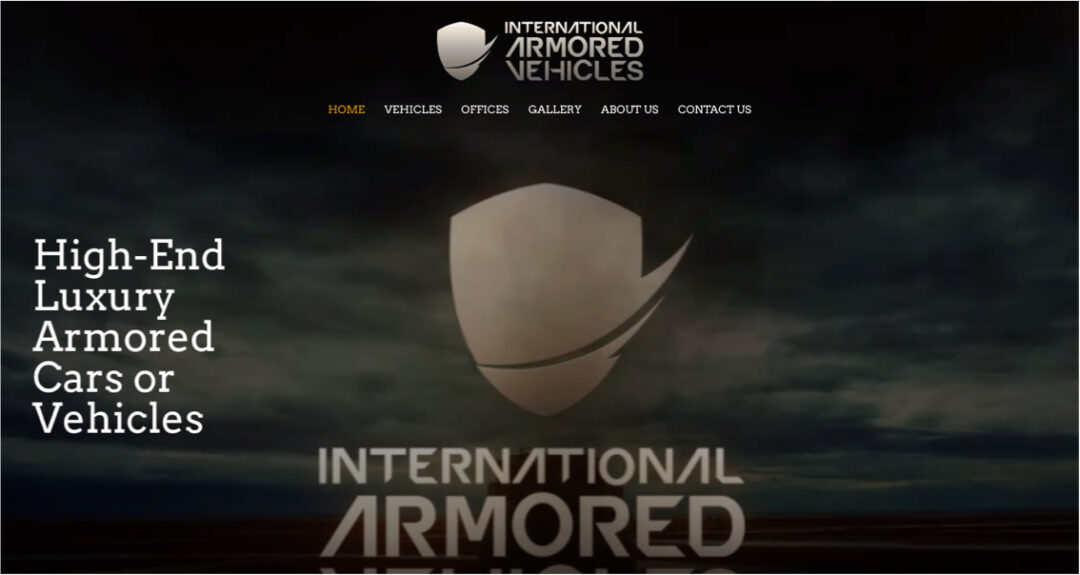 INTERNATIONAL
ARMORED
VEHICLES
HOME VEHICLES OFFICES GALLERY ABOUT US CONTACT US
High-End
Luxury
Armored
Cars or
Vehicles
INTERNATIONAL
ARMORED
VEHICLES